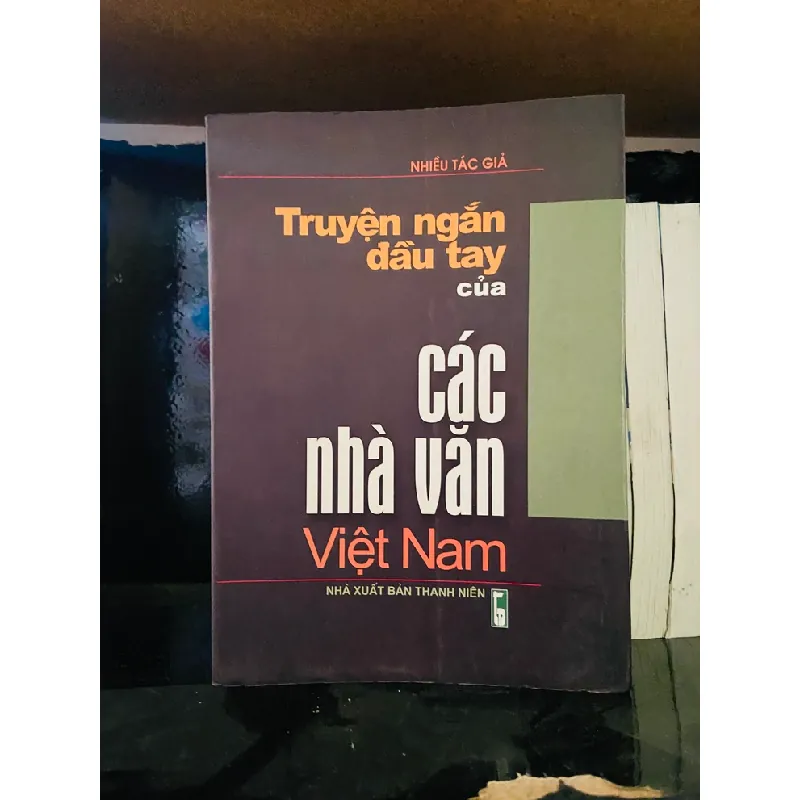 NHIỀU TÁC GIẢ
Truyện ngắn
đầu tay
của
các
nhà văn
Việt Nam
NHÀ XUẤT BẢN THANH NIÊN